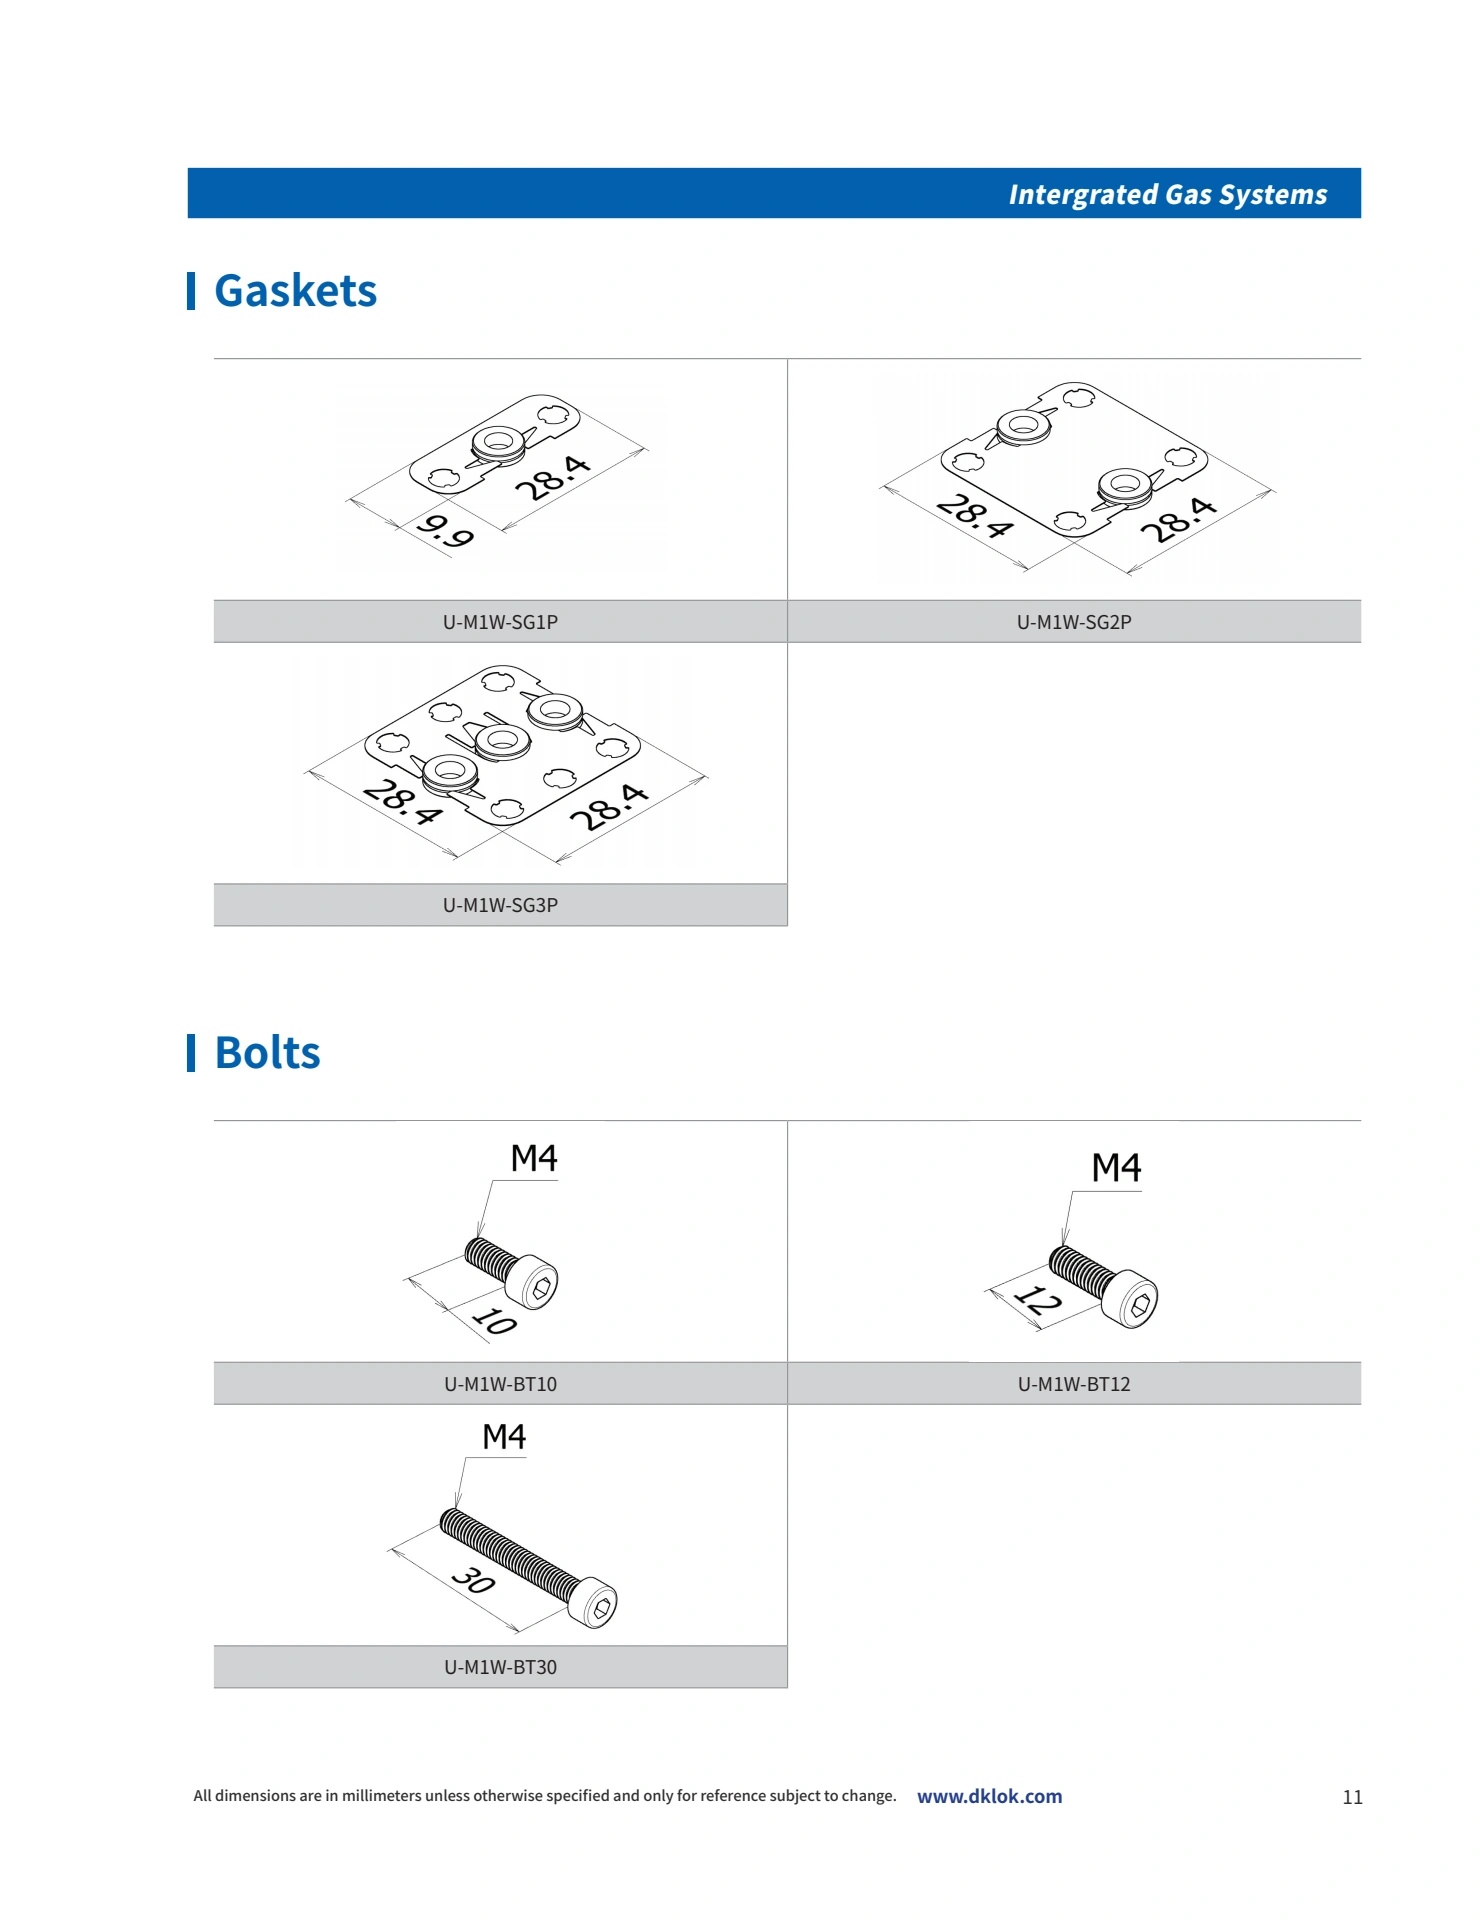 Intergrated Gas Systems
Gaskets
28.4
9.9
28.4
28.4
U-M1W-SG1P
U-M1W-SG2P
28.4
28.4
U-M1W-SG3P
Bolts
M4
10
M4
12
U-M1W-BT10
U-M1W-BT12
M4
30
U-M1W-BT30
All dimensions are in millimeters unless otherwise specified and only for reference subject to change. www.dklok.com 11